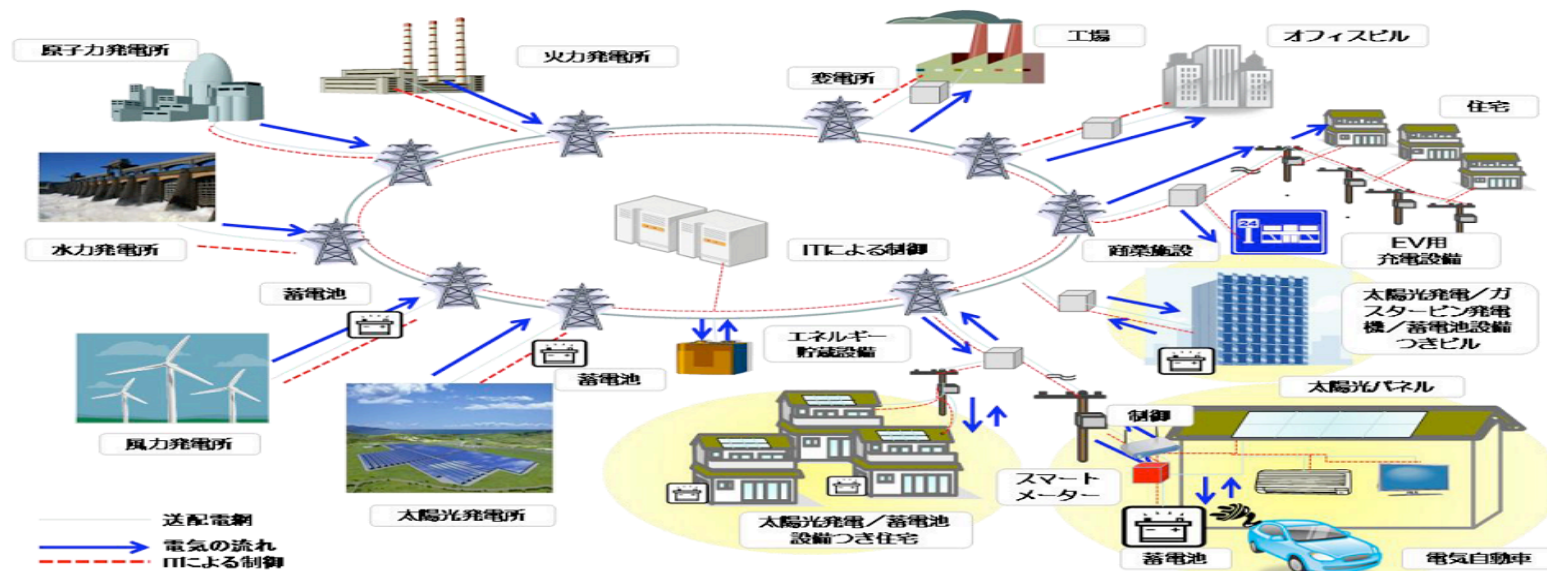 原子力発電所
火力発電所
変電所
工場
オフィスビル
住宅
水力発電所
ITによる制御
商業施設
24
EV用
充電設備
蓄電池
エネルギー
貯蔵設備
太陽光発電/ガ
スタービン発電
機/蓄電池設備
つきビル
蓄電池
太陽光パネル
風力発電所
制御
スマート
メーター
太陽光発電所
太陽光発電/蓄電池
設備つき住宅
蓄電池
電気自動車
送配電網
電気の流れ
ITによる制御